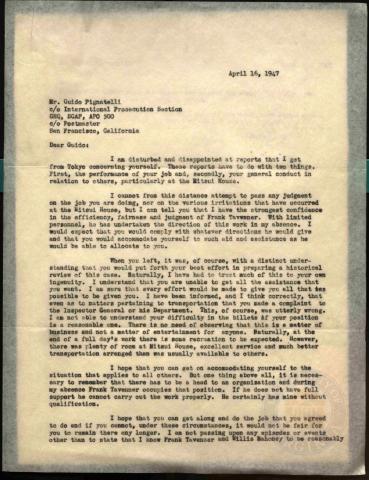 April 16, 1947
Mr. Guido Pignatelli
c/o International Prosecution Section
GHQ, SCAP, APO 500
c/o Postmaster
San Francisco, California
Dear Guido:
I am disturbed and disappointed at reports that I get
from Tokyo concerning yourself. These reports have to do with two things.
First, the performance of your job and, secondly, your general conduct in
relation to others, particularly at the Mitsui House.
I cannot from this distance attempt to pass any judgment
on the job you are doing, nor on the various irritations that have occurred
at the Mitsui House, but I can tell you that I have the strongest confidence
in the efficiency, fairness and judgment of Frank Tavenner. With limited
personnel, he has undertaken the direction of this work in my absence. I
would expect that you would comply with whatever directions he would give
and that you would accommodate yourself to such aid and assistance as he
would be able to allocate to you.
When you left, it was, of course, with a distinct under-
standing that you would put forth your best effort in preparing a historical
review of this case. Naturally, I have had to trust much of this to your own
ingenuity. I understand that you are unable to get all the assistance that
you want. I am sure that every effort would be made to give you all that was
possible to be given you. I have been informed, and I think correctly, that
even as to matters pertaining to transportation that you made a complaint to
the Inspector General or his Department. This, of course, was utterly wrong.
I am not able to understand your difficulty in the billets if your position
is a reasonable one. There is no need of observing that this is a matter of
business and not a matter of entertainment for anyone. Naturally, at the
end of a full day's work there is some recreation to be expected. However,
there was plenty of room at Mitsui House, excellent service and much better
transportation arranged than was usually available to others.
I hope that you can get on accommodating yourself to the
situation that applies to all others. But one thing above all, it is neces-
sary to remember that there has to be a head to an organization and during
my absence Frank Tavenner occupies that position. If he does not have full
support he cannot carry out the work properly. He certainly has mine without
qualification.
I hope that you can get along and do the job that you agreed
to do and if you cannot, under these circumstances, it would not be fair for
you to remain there any longer. I am not passing upon any episodes or events
other than to state that I know Frank Tavenner and Willis Mahoney to be reasonably